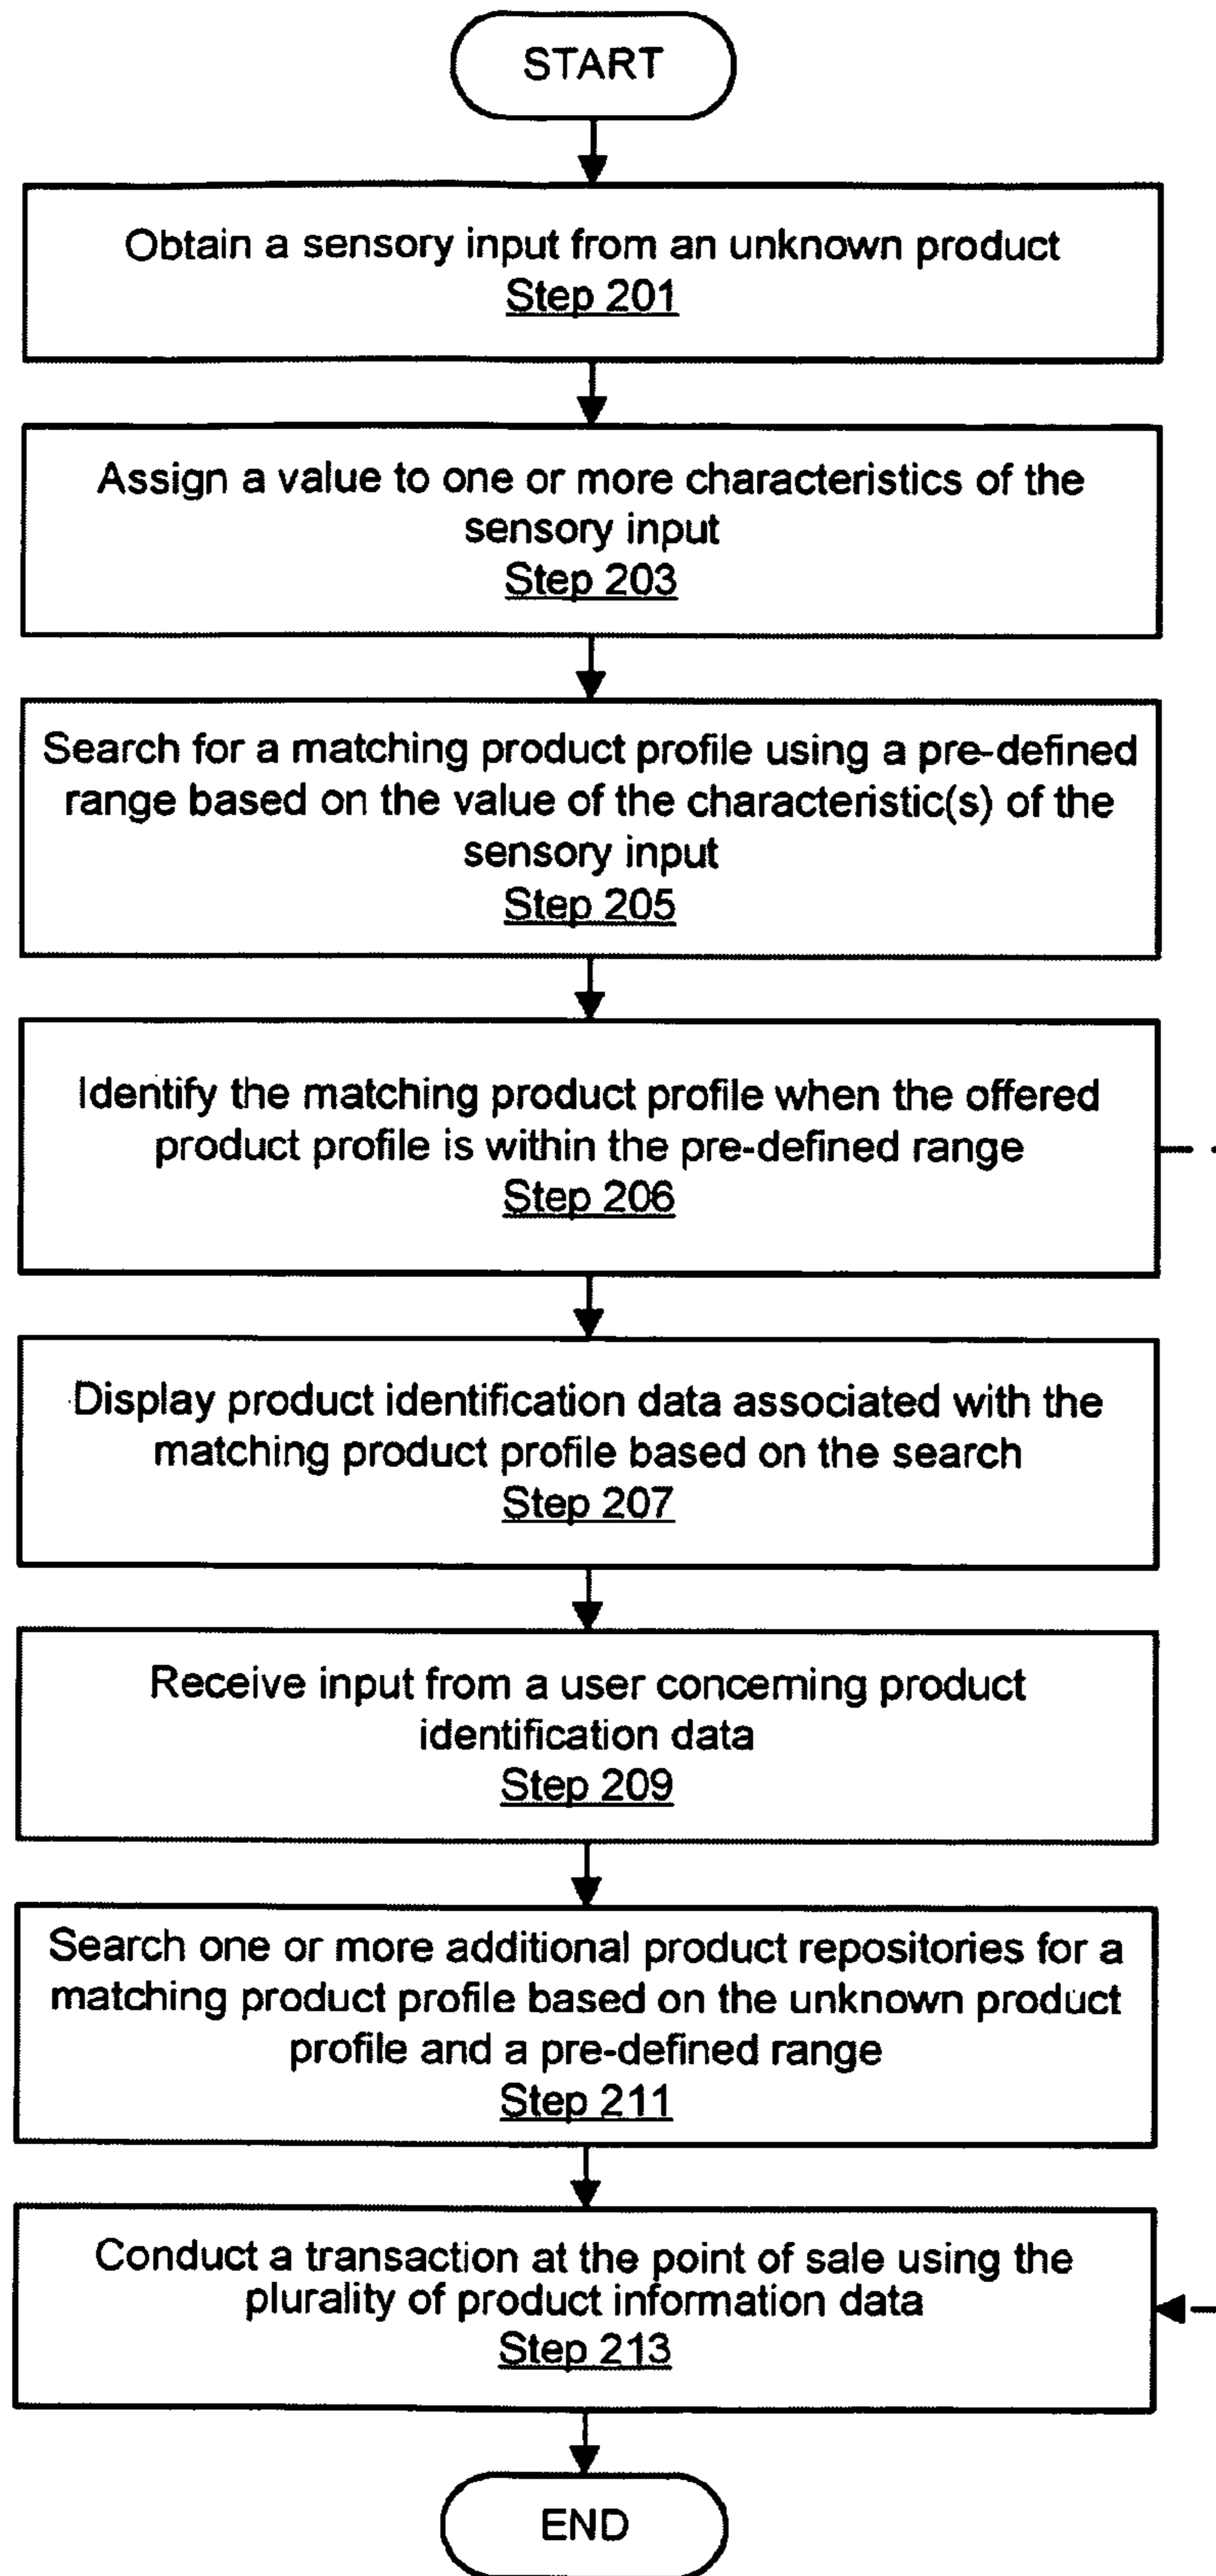 START
Obtain a sensory input from an unknown product
Step 201
Assign a value to one or more characteristics of the
sensory input
Step 203
Search for a matching product profile using a pre-defined
range based on the value of the characteristic(s) of the
sensory input
Step 205
Identify the matching product profile when the offered
product profile is within the pre-defined range
Step 206
Display product identification data associated with the
matching product profile based on the search
Step 207
Receive input from a user concerning product
identification data
Step 209
Search one or more additional product repositories for a
matching product profile based on the unknown product
profile and a pre-defined range
Step 211
Conduct a transaction at the point of sale using the
plurality of product information data
Step 213
END